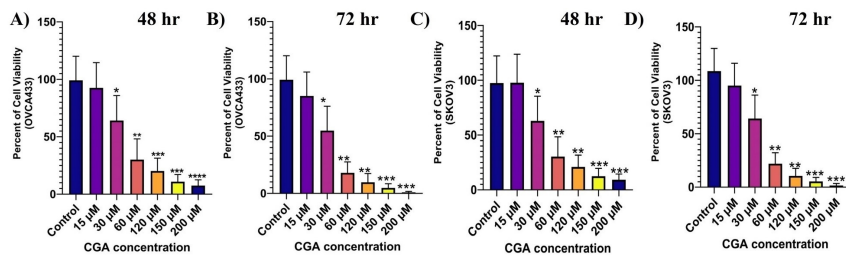 A) 48 hr
Percent of Cell Viability
(OVCA433)
150
100
50
0
* ** *** *** ****
Control 15 µM 30 µM 60 µM 120 µM 150 µM 200 µM
CGA concentration
B) 72 hr
Percent of Cell Viability
(OVCA433)
150
100
50
0
* ** ** *** ***
Control 15 µM 30 µM 60 µM 120 µM 150 µM 200 µM
CGA concentration
C) 48 hr
Percent of Cell Viability
(SKOV3)
150
100
50
0
* ** ** *** ***
Control 15 µM 30 µM 60 µM 120 µM 150 µM 200 µM
CGA concentration
D) 72 hr
Percent of Cell Viability
(SKOV3)
150
100
50
0
* ** ** *** ***
Control 15 µM 30 µM 60 µM 120 µM 150 µM 200 µM
CGA concentration